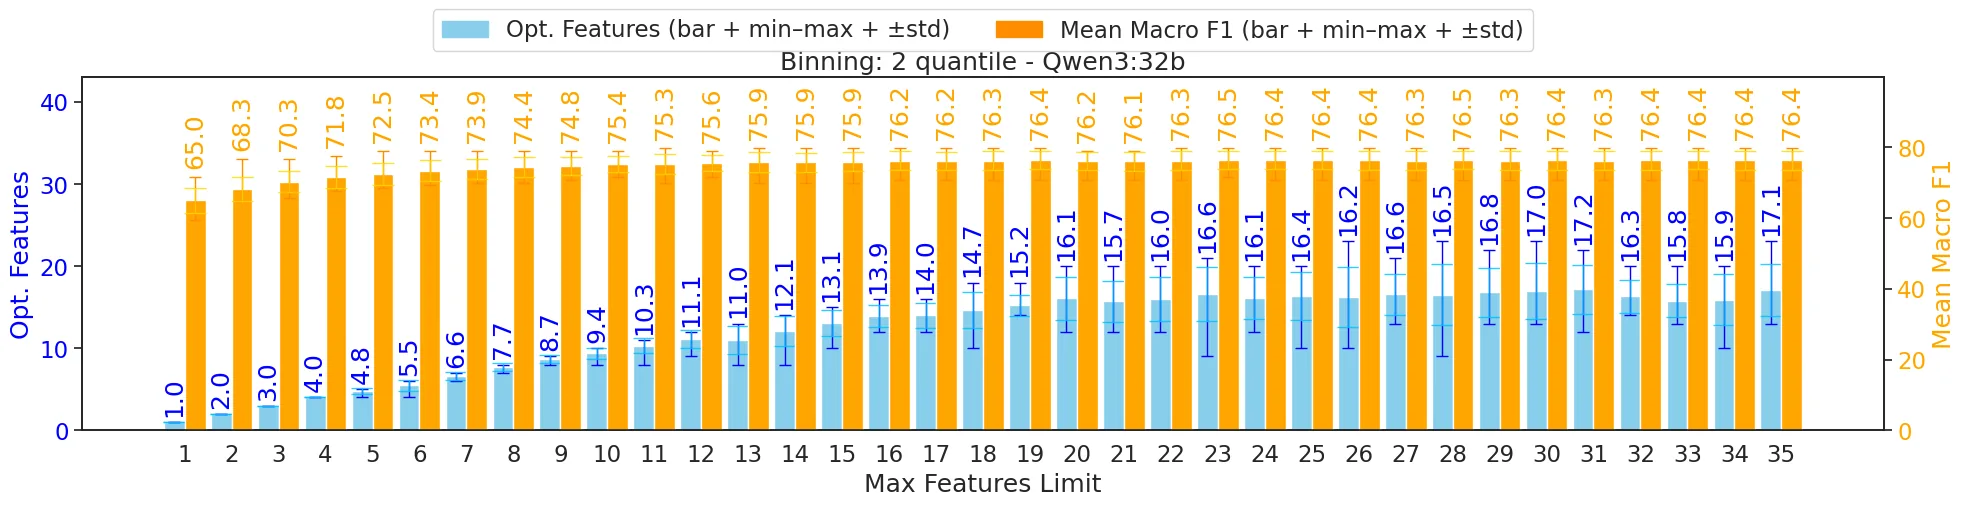 Opt. Features (bar + min–max + ±std) Mean Macro F1 (bar + min–max + ±std)
Binning: 2 quantile - Qwen3:32b
40
30
20
10
0
Opt. Features
65.0 68.3 70.3 71.8 72.5 73.4 73.9 74.4 74.8 75.4 75.3 75.6 75.9 75.9 75.9 76.2 76.2 76.3 76.4 76.2 76.1 76.3 76.5 76.4 76.4 76.4 76.3 76.5 76.3 76.4 76.3 76.4 76.4 76.4 76.4
1.0 2.0 3.0 4.0 4.8 5.5 6.6 7.7 8.7 9.4 10.3 11.1 11.0 12.1 13.1 13.9 14.0 14.7 15.2 16.1 15.7 16.0 16.6 16.1 16.4 16.2 16.6 16.5 16.8 17.0 17.2 16.3 15.8 15.9 17.1
80
60
40
20
0
Mean Macro F1
1 2 3 4 5 6 7 8 9 10 11 12 13 14 15 16 17 18 19 20 21 22 23 24 25 26 27 28 29 30 31 32 33 34 35
Max Features Limit